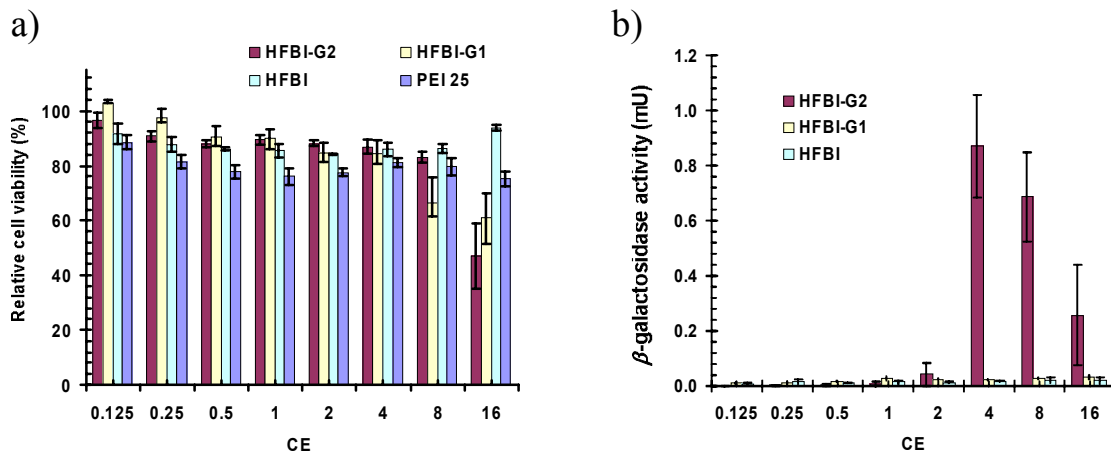 a)
HFBI-G2 HFBI-G1
HFBI PEI 25
Relative cell viability (%)
100
80
60
40
20
0
0.125 0.25 0.5 1 2 4 8 16
CE
b)
1.2
1.0
0.8
0.6
0.4
0.2
0.0
β-galactosidase activity (mU)
HFBI-G2
HFBI-G1
HFBI
0.125 0.25 0.5 1 2 4 8 16
CE